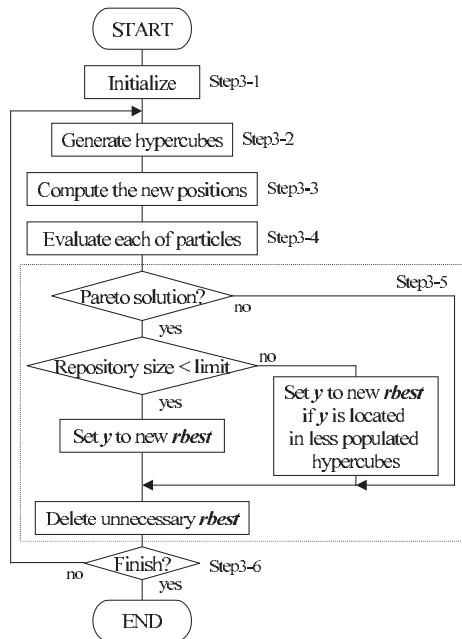 START
Initialize
Step3-1
Generate hypercubes
Step3-2
Compute the new positions
Step3-3
Evaluate each of particles
Step3-4
Step3-5
Pareto solution?
no
yes
Repository size < limit
no
yes
Set y to new rbest
Set y to new rbest
if y is located
in less populated
hypercubes
Delete unnecessary rbest
Finish?
Step3-6
no
yes
END